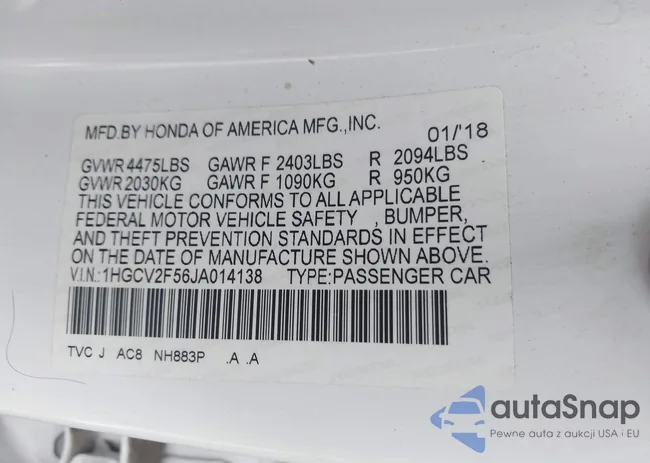 MFD.BY HONDA OF AMERICA MFG.,INC. 01/'18
GVWR 4475LBS GAWR F 2403LBS R 2094LBS
GVWR 2030KG GAWR F 1090KG R 950KG
THIS VEHICLE CONFORMS TO ALL APPLICABLE
FEDERAL MOTOR VEHICLE SAFETY , BUMPER,
AND THEFT PREVENTION STANDARDS IN EFFECT
ON THE DATE OF MANUFACTURE SHOWN ABOVE.
V.I.N.:1HGCV2F56JA014138 TYPE:PASSENGER CAR
TVC J AC8 NH883P .A .A
autaSnap
Pewne auta z aukcji USA i EU